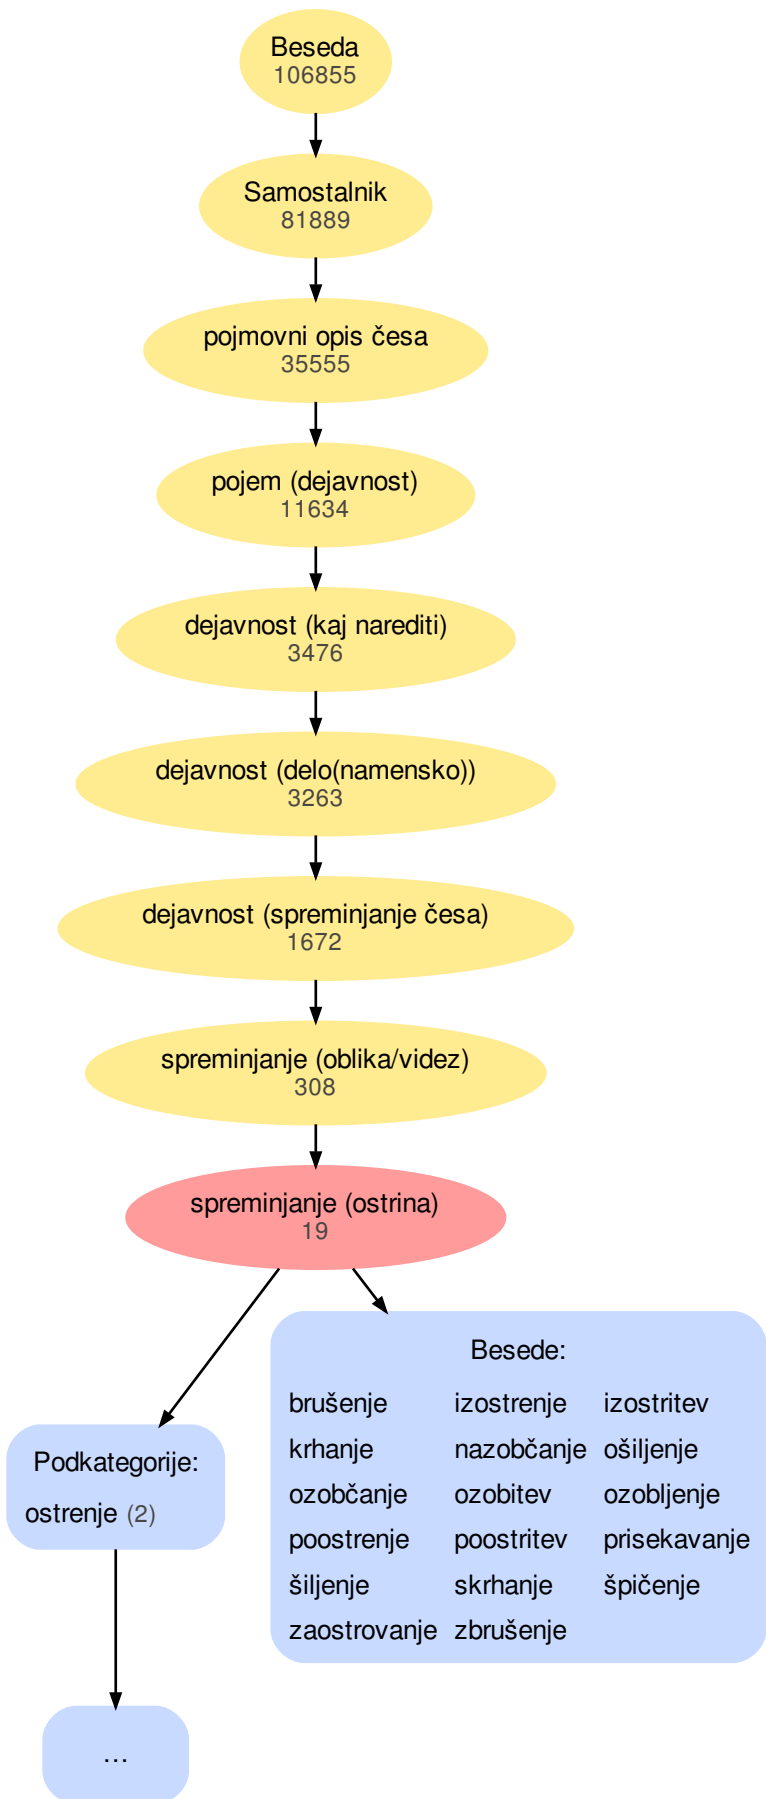 Beseda
106855
Samostalnik
81889
pojmovni opis česa
35555
pojem (dejavnost)
11634
dejavnost (kaj narediti)
3476
dejavnost (delo(namensko))
3263
dejavnost (spreminjanje česa)
1672
spreminjanje (oblika/videz)
308
spreminjanje (ostrina)
19
Besede:
brušenje izostrenje izostritev
krhanje nazobčanje ošiljenje
ozobčanje ozobitev ozobljenje
poostrenje poostritev prisekavanje
šiljenje skrhanje špičenje
zaostrovanje zbrušenje
Podkategorije:
ostrenje (2)
...